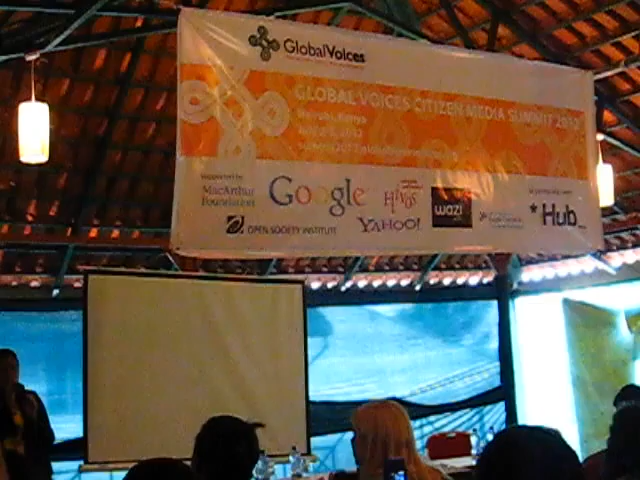 GlobalVoices
GLOBAL VOICES CITIZEN MEDIA SUMMIT 2012
Nairobi, Kenya
supported by
MacArthur
Foundation
Google
Hivos
wazi
*Hub
OPEN SOCIETY INSTITUTE
YAHOO!